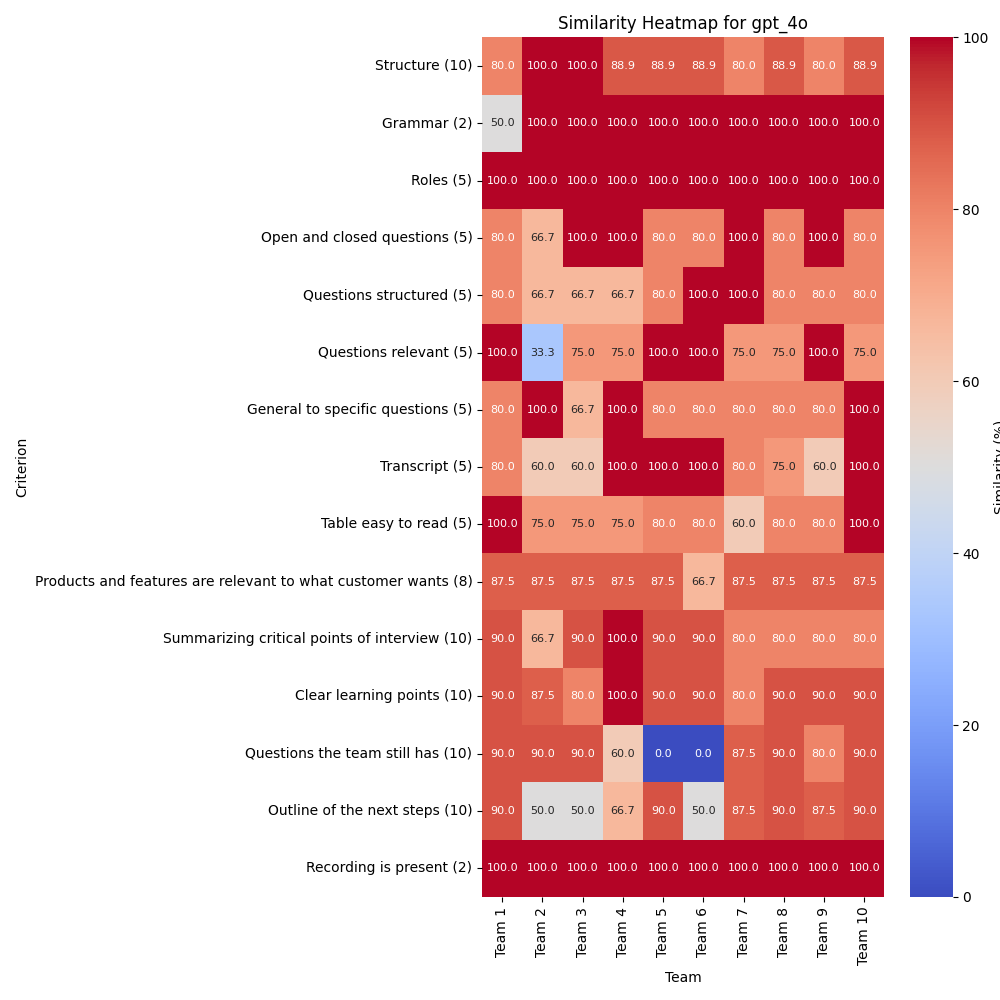 Similarity Heatmap for gpt_4o
Structure (10) 80.0 100.0 100.0 88.9 88.9 88.9 80.0 88.9 80.0 88.9
Grammar (2) 50.0 100.0 100.0 100.0 100.0 100.0 100.0 100.0 100.0 100.0
Roles (5) 100.0 100.0 100.0 100.0 100.0 100.0 100.0 100.0 100.0 100.0
Open and closed questions (5) 80.0 66.7 100.0 100.0 80.0 80.0 100.0 80.0 100.0 80.0
Questions structured (5) 80.0 66.7 66.7 66.7 80.0 100.0 100.0 80.0 80.0 80.0
Questions relevant (5) 100.0 33.3 75.0 75.0 100.0 100.0 75.0 75.0 100.0 75.0
General to specific questions (5) 80.0 100.0 66.7 100.0 80.0 80.0 80.0 80.0 80.0 100.0
Transcript (5) 80.0 60.0 60.0 100.0 100.0 100.0 80.0 75.0 60.0 100.0
Table easy to read (5) 100.0 75.0 75.0 75.0 80.0 80.0 60.0 80.0 80.0 100.0
Products and features are relevant to what customer wants (8) 87.5 87.5 87.5 87.5 87.5 66.7 87.5 87.5 87.5 87.5
Summarizing critical points of interview (10) 90.0 66.7 90.0 100.0 90.0 90.0 80.0 80.0 80.0 80.0
Clear learning points (10) 90.0 87.5 80.0 100.0 90.0 90.0 80.0 90.0 90.0 90.0
Questions the team still has (10) 90.0 90.0 90.0 60.0 0.0 0.0 87.5 90.0 80.0 90.0
Outline of the next steps (10) 90.0 50.0 50.0 66.7 90.0 50.0 87.5 90.0 87.5 90.0
Recording is present (2) 100.0 100.0 100.0 100.0 100.0 100.0 100.0 100.0 100.0 100.0
Team 1 Team 2 Team 3 Team 4 Team 5 Team 6 Team 7 Team 8 Team 9 Team 10
Team
Criterion
100
80
60
40
20
0
Similarity (%)